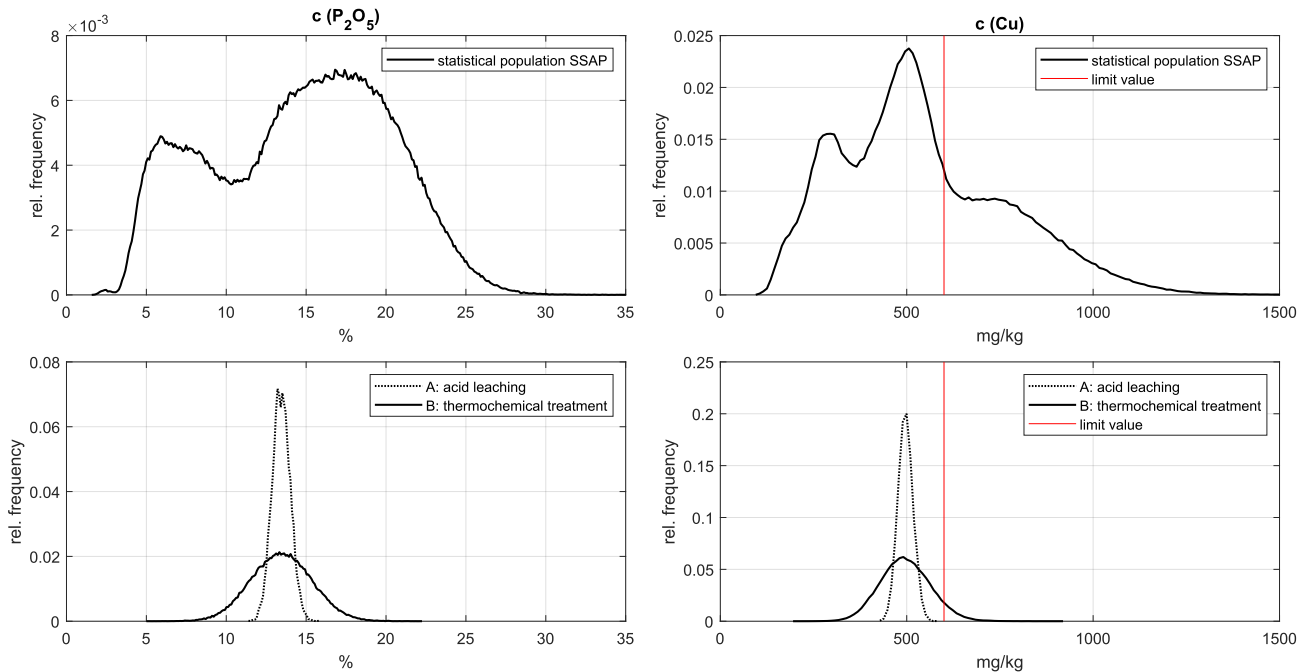 c (P₂O₅)
×10⁻³
8
6
4
2
0
rel. frequency
statistical population SSAP
0 5 10 15 20 25 30 35
%
c (Cu)
0.025
0.02
0.015
0.01
0.005
0
rel. frequency
statistical population SSAP
limit value
0 500 1000 1500
mg/kg
0.08
0.06
0.04
0.02
0
rel. frequency
A: acid leaching
B: thermochemical treatment
0 5 10 15 20 25 30 35
%
0.25
0.2
0.15
0.1
0.05
0
rel. frequency
A: acid leaching
B: thermochemical treatment
limit value
0 500 1000 1500
mg/kg